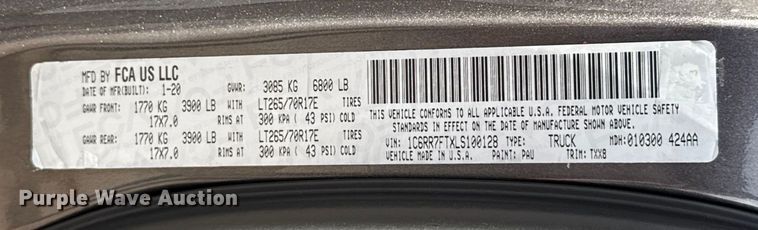 MFD BY FCA US LLC
DATE OF MFR(BUILT): 1-20 GVWR: 3085 KG 6800 LB
GAWR FRONT: 1770 KG 3900 LB WITH LT265/70R17E TIRES
17X7.0 RIMS AT 300 KPA ( 43 PSI) COLD
GAWR REAR: 1770 KG 3900 LB WITH LT265/70R17E TIRES
17X7.0 RIMS AT 300 KPA ( 43 PSI) COLD
THIS VEHICLE CONFORMS TO ALL APPLICABLE U.S.A. FEDERAL MOTOR VEHICLE SAFETY
STANDARDS IN EFFECT ON THE DATE OF MANUFACTURE SHOWN ABOVE.
VIN: 1C6RR7FTXLS100128 TYPE: TRUCK MDH: 010300 424AA
VEHICLE MADE IN U.S.A. PAINT: PAU TRIM: TXX8
Purple Wave Auction